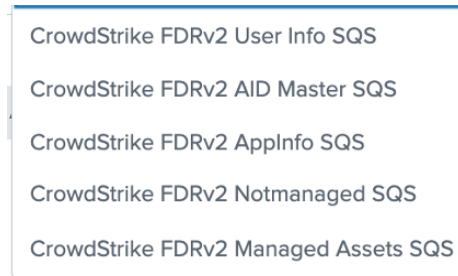 CrowdStrike FDRv2 User Info SQS
CrowdStrike FDRv2 AID Master SQS
CrowdStrike FDRv2 AppInfo SQS
CrowdStrike FDRv2 Notmanaged SQS
CrowdStrike FDRv2 Managed Assets SQS